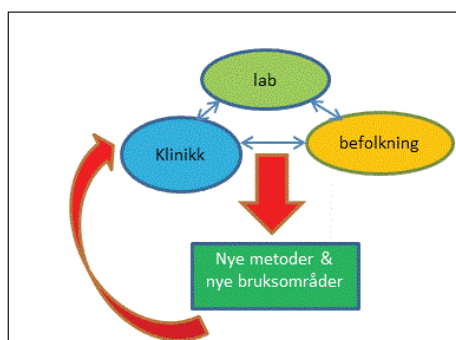 lab
Klinikk
befolkning
Nye metoder &
nye bruksområder